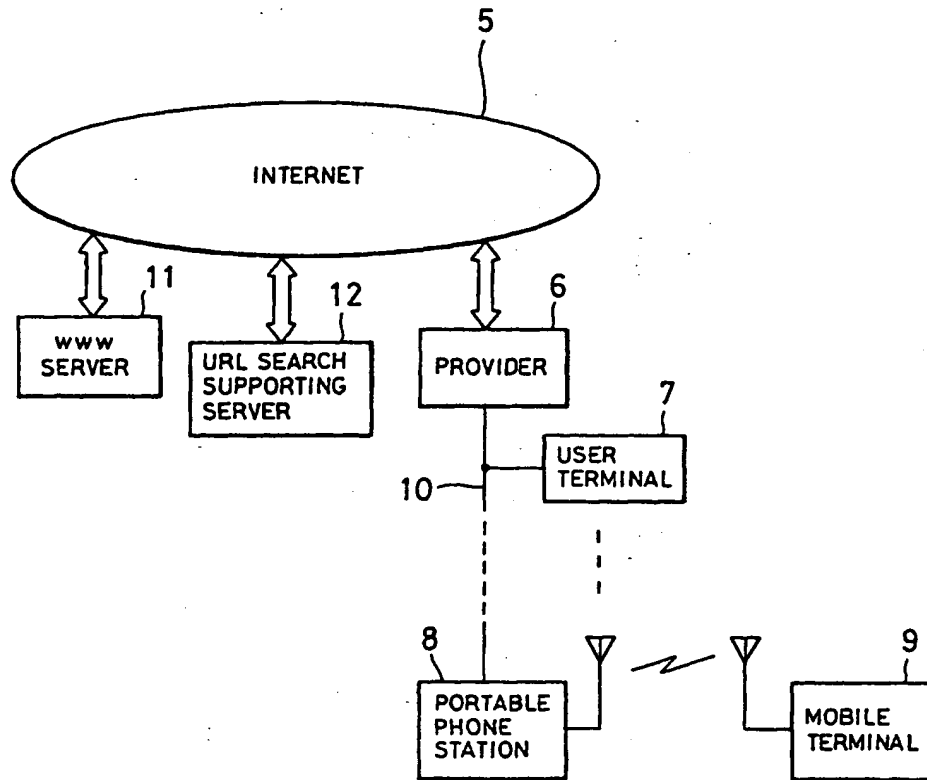 5
INTERNET
11
12
6
WWW
SERVER
URL SEARCH
SUPPORTING
SERVER
PROVIDER
7
USER
TERMINAL
10
8
9
PORTABLE
PHONE
STATION
MOBILE
TERMINAL